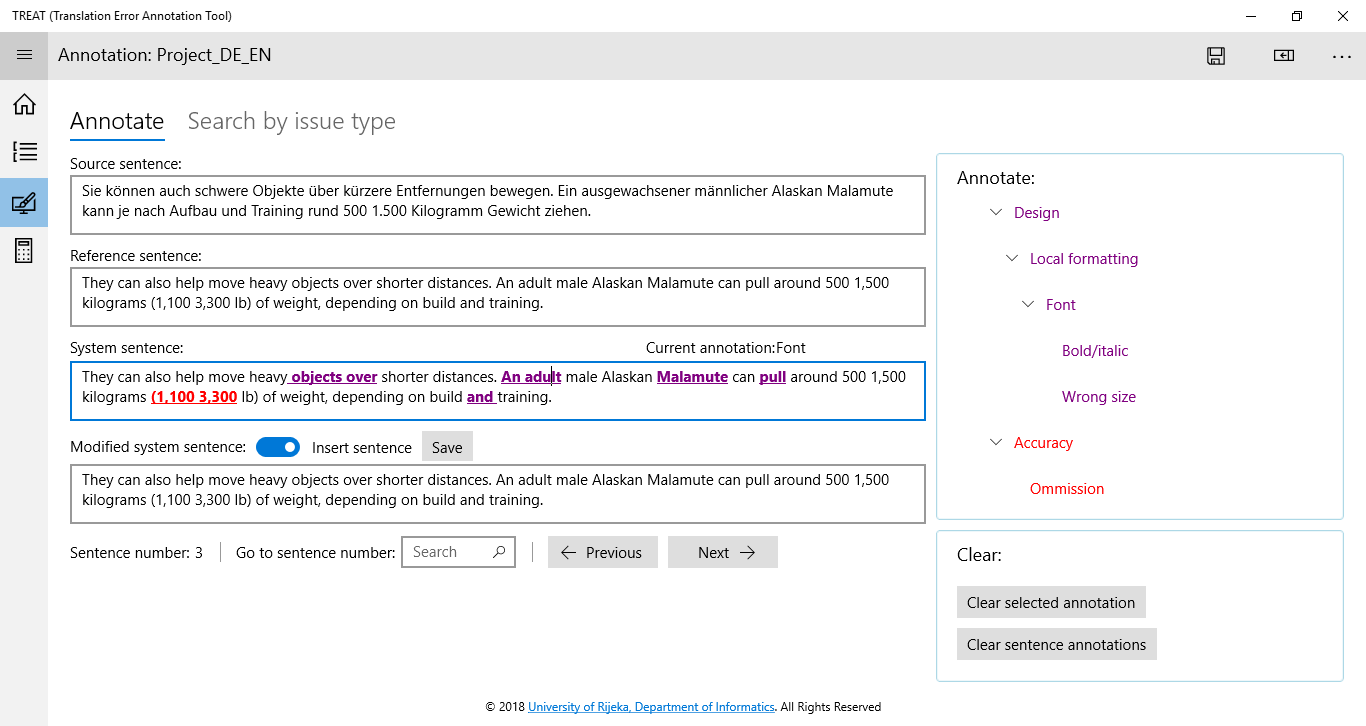 TREAT (Translation Error Annotation Tool)
Annotation: Project_DE_EN
Annotate Search by issue type
Source sentence:
Sie können auch schwere Objekte über kürzere Entfernungen bewegen. Ein ausgewachsener männlicher Alaskan Malamute
kann je nach Aufbau und Training rund 500 1.500 Kilogramm Gewicht ziehen.
Reference sentence:
They can also help move heavy objects over shorter distances. An adult male Alaskan Malamute can pull around 500 1,500
kilograms (1,100 3,300 lb) of weight, depending on build and training.
System sentence: Current annotation:Font
They can also help move heavy objects over shorter distances. An adult male Alaskan Malamute can pull around 500 1,500
kilograms (1,100 3,300 lb) of weight, depending on build and training.
Modified system sentence: Insert sentence Save
They can also help move heavy objects over shorter distances. An adult male Alaskan Malamute can pull around 500 1,500
kilograms (1,100 3,300 lb) of weight, depending on build and training.
Sentence number: 3 Go to sentence number: Search Previous Next
Annotate:
Design
Local formatting
Font
Bold/italic
Wrong size
Accuracy
Ommission
Clear:
Clear selected annotation
Clear sentence annotations
© 2018 University of Rijeka, Department of Informatics. All Rights Reserved